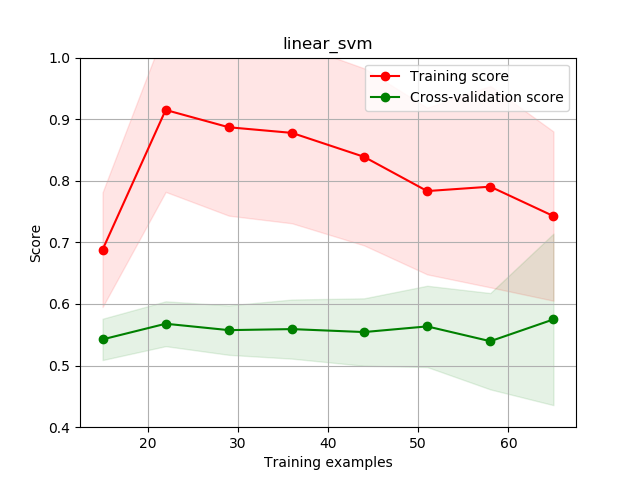 linear_svm
1.0
Training score
Cross-validation score
0.9
0.8
0.7
Score
0.6
0.5
0.4
20 30 40 50 60
Training examples